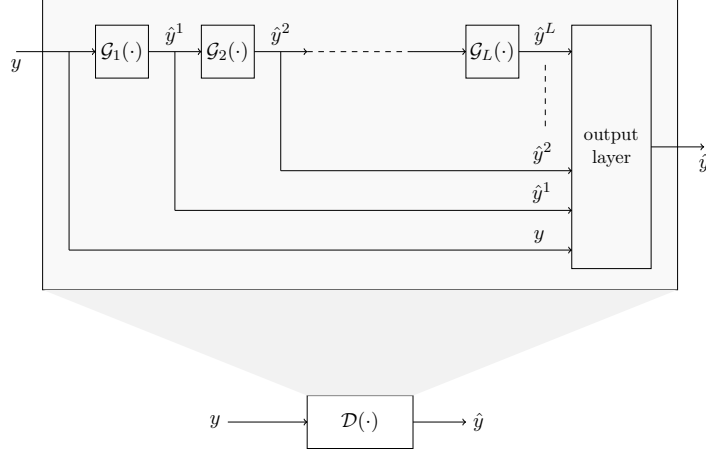 y 𝒢₁(·) ŷ¹ 𝒢₂(·) ŷ² 𝒢_L(·) ŷ^L
output
layer
ŷ
ŷ²
ŷ¹
y
y 𝒟(·) ŷ